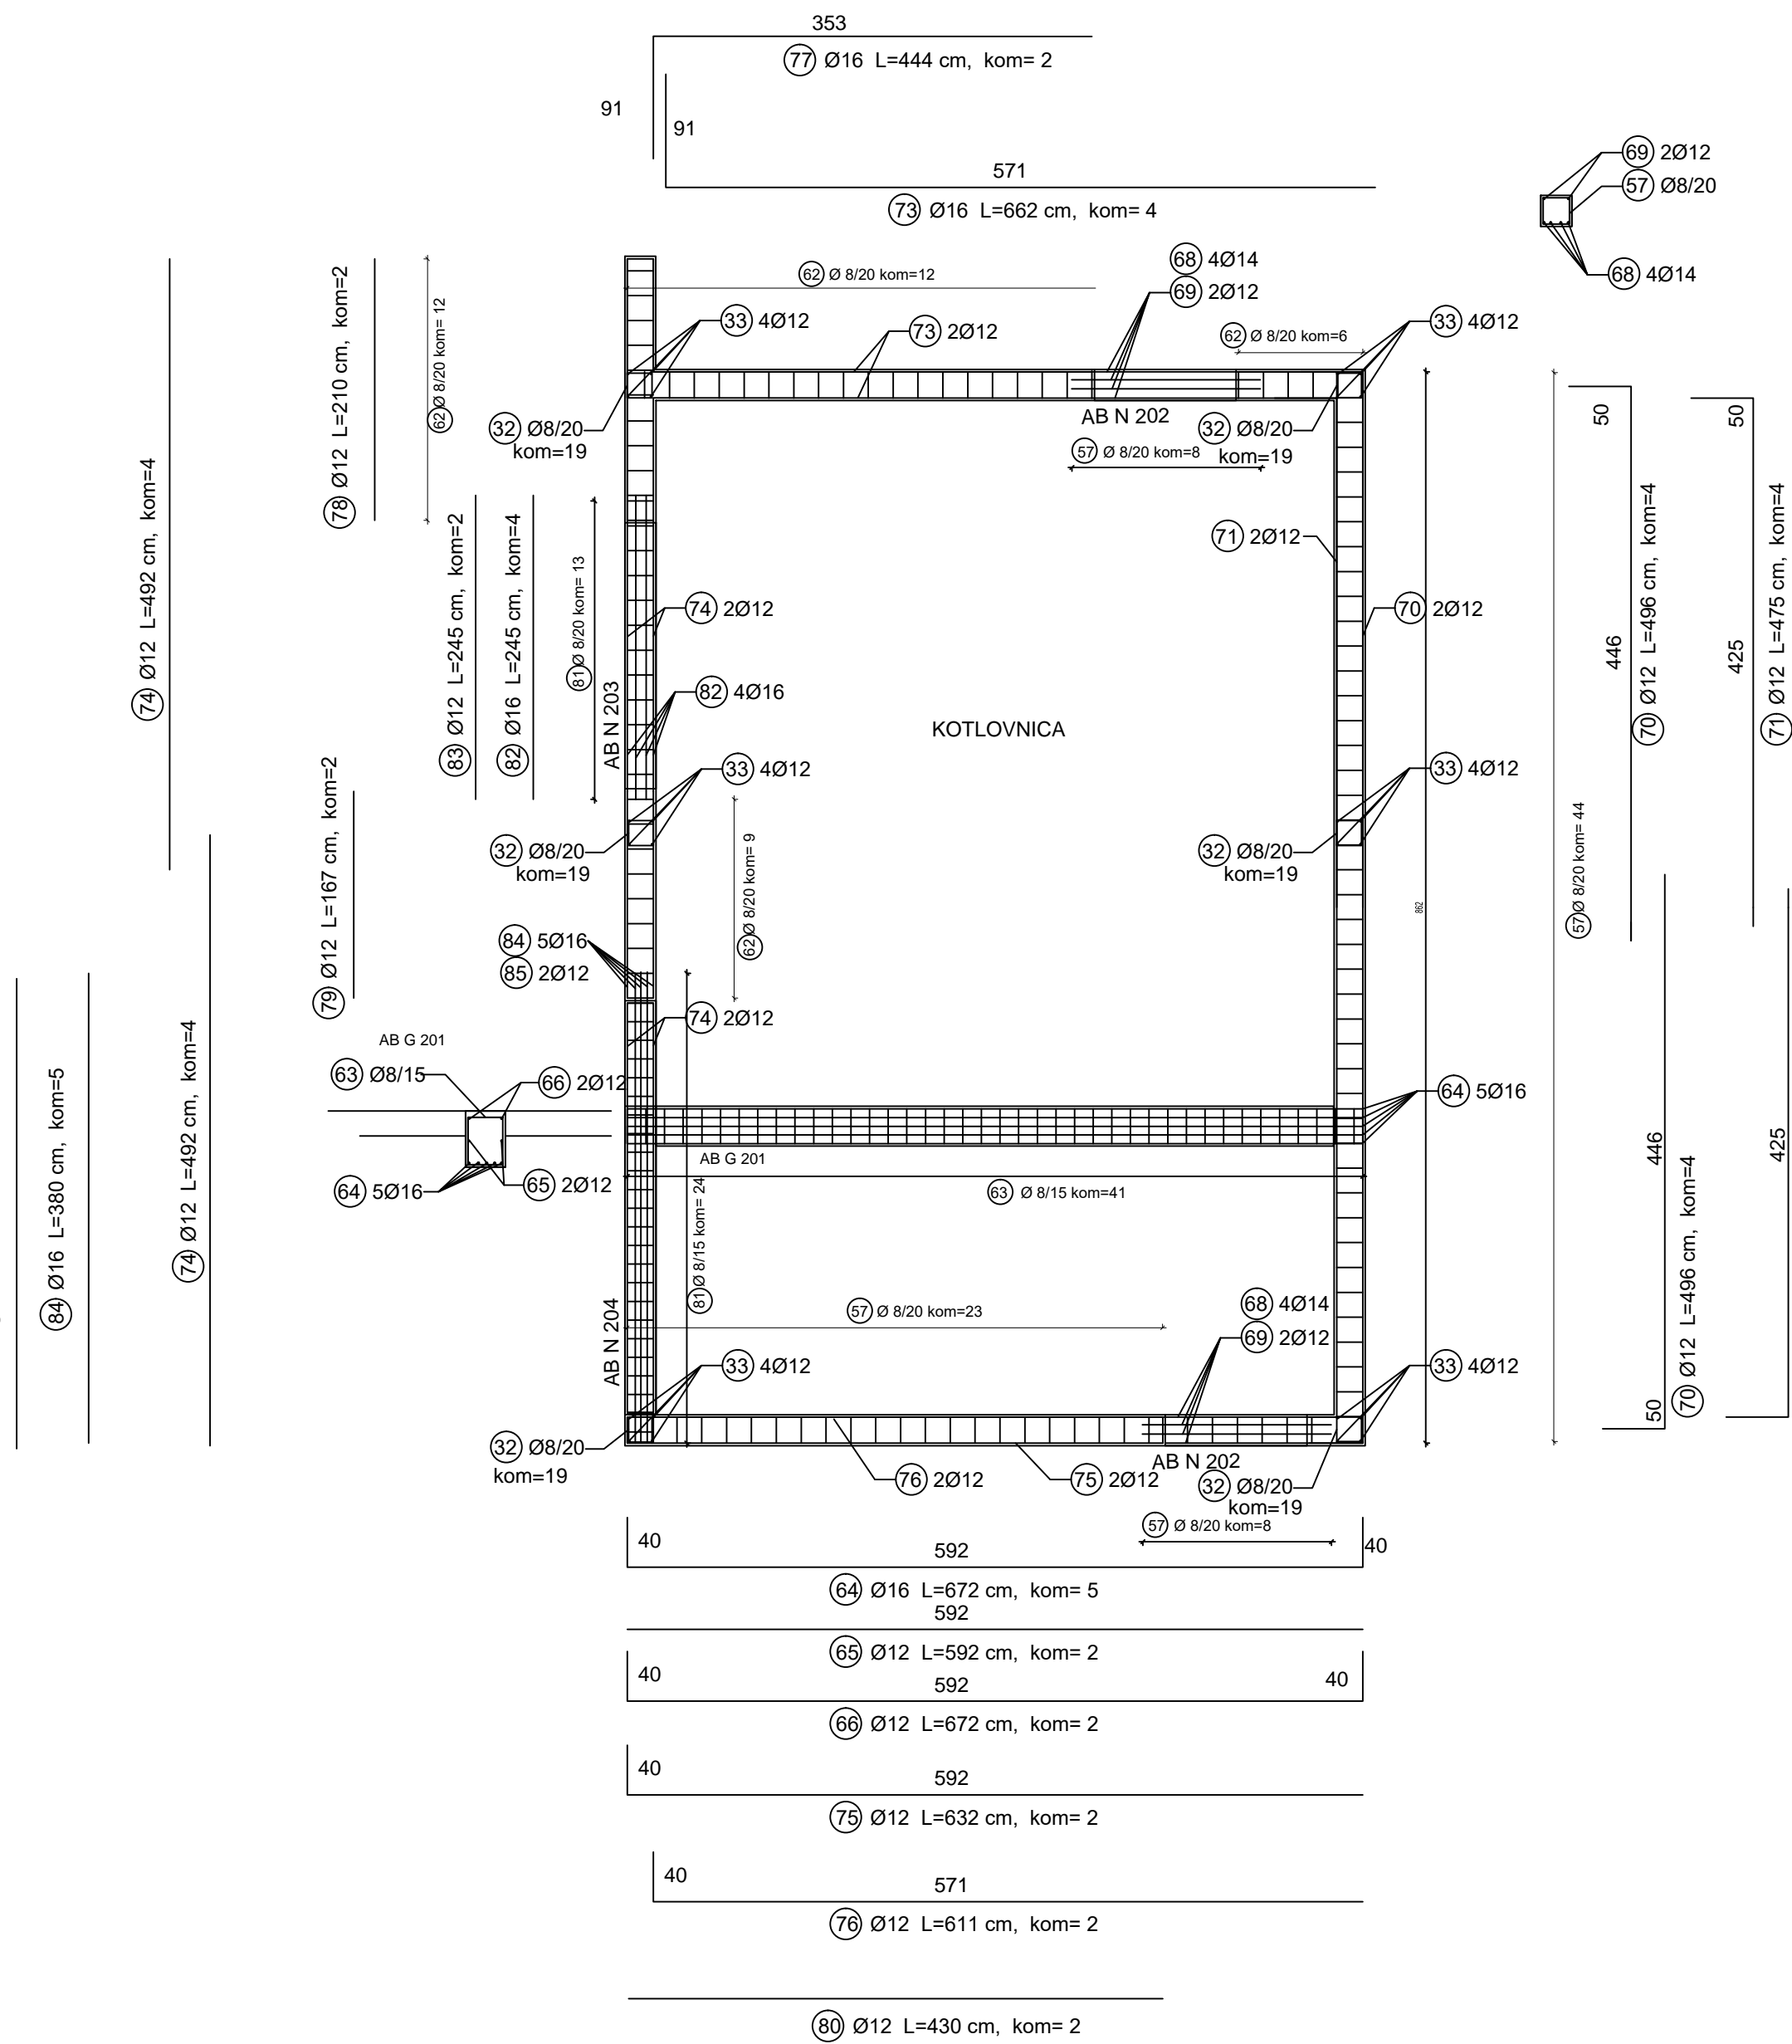 353
77 Ø16 L=444 cm, kom= 2
91
91
571
73 Ø16 L=662 cm, kom= 4
69 2Ø12
57 Ø8/20
68 4Ø14
62 Ø 8/20 kom=12
68 4Ø14
69 2Ø12
33 4Ø12
73 2Ø12
62 Ø 8/20 kom=6
33 4Ø12
AB N 202
32 Ø8/20
kom=19
32 Ø8/20
kom=19
57 Ø 8/20 kom=8
78 Ø12 L=210 cm, kom=2
62 Ø 8/20 kom= 12
74 Ø12 L=492 cm, kom=4
83 Ø12 L=245 cm, kom=2
82 Ø16 L=245 cm, kom=4
81 Ø 8/20 kom= 13
AB N 203
50
446
70 Ø12 L=496 cm, kom=4
50
425
71 Ø12 L=475 cm, kom=4
71 2Ø12
74 2Ø12
70 2Ø12
82 4Ø16
KOTLOVNICA
33 4Ø12
33 4Ø12
32 Ø8/20
kom=19
32 Ø8/20
kom=19
62 Ø 8/20 kom= 9
79 Ø12 L=167 cm, kom=2
862
57 Ø 8/20 kom= 44
84 5Ø16
85 2Ø12
74 2Ø12
AB G 201
63 Ø8/15
66 2Ø12
64 5Ø16
65 2Ø12
64 5Ø16
AB G 201
63 Ø 8/15 kom=41
81 Ø 8/15 kom= 24
84 Ø16 L=380 cm, kom=5
74 Ø12 L=492 cm, kom=4
446
50
70 Ø12 L=496 cm, kom=4
425
AB N 204
57 Ø 8/20 kom=23
68 4Ø14
69 2Ø12
33 4Ø12
33 4Ø12
32 Ø8/20
kom=19
76 2Ø12
75 2Ø12
AB N 202
32 Ø8/20
kom=19
57 Ø 8/20 kom=8
40
592
40
64 Ø16 L=672 cm, kom= 5
592
65 Ø12 L=592 cm, kom= 2
40
592
40
66 Ø12 L=672 cm, kom= 2
40
592
75 Ø12 L=632 cm, kom= 2
40
571
76 Ø12 L=611 cm, kom= 2
80 Ø12 L=430 cm, kom= 2